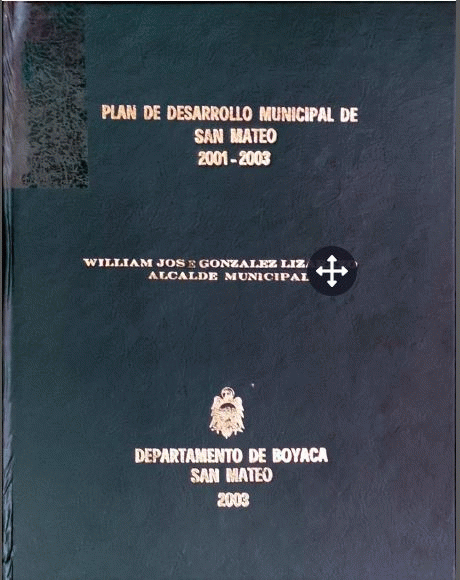 PLAN DE DESARROLLO MUNICIPAL DE
SAN MATEO
2001-2003
WILLIAM JOSE GONZALEZ
ALCALDE MUNICIPAL
DEPARTAMENTO DE BOYACA
SAN MATEO
2003